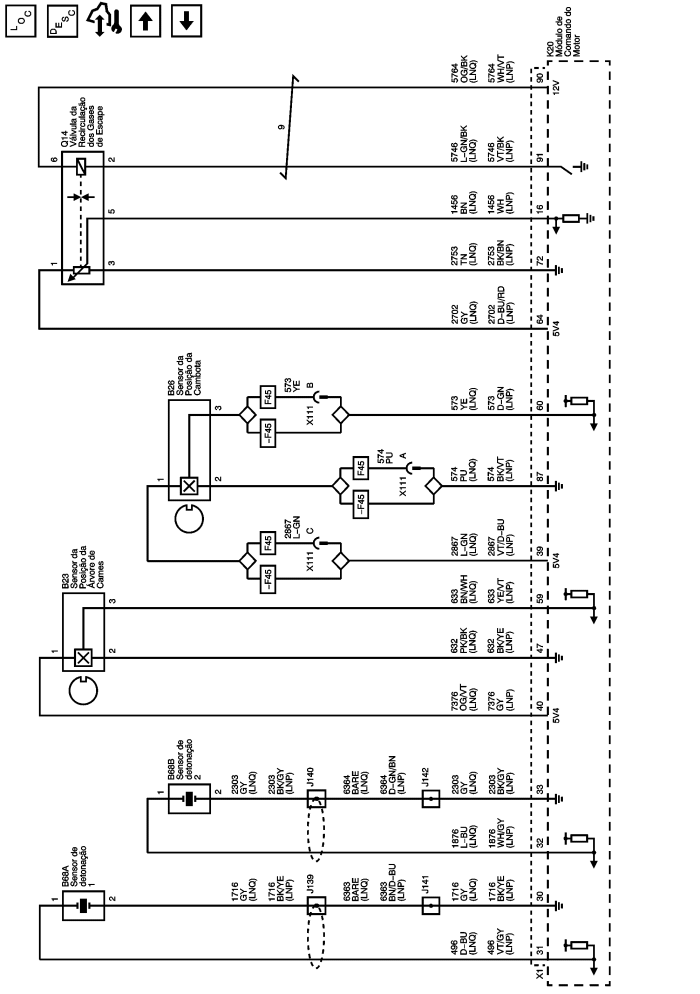 LOC
DESC
K20
Módulo de
Comando do
Motor
Q14
Válvula da
Recirculação
dos Gases
de Escape
6
2
5
1
3
9
5764
OG/BK
(LNQ)
5764
WH/VT
(LNP)
90
12V
5746
L-GN/BK
(LNQ)
5746
VT/BK
(LNP)
91
1456
BN
(LNQ)
1456
WH
(LNP)
16
2753
TN
(LNQ)
2753
BK/BN
(LNP)
72
2702
GY
(LNQ)
2702
D-BU/RD
(LNP)
64
5V4
B26
Sensor da
Posição da
Cambota
1
3
2
F45
~F45
573
YE
B
X111
573
YE
(LNQ)
573
D-GN
(LNP)
60
F45
~F45
574
PU
A
X111
574
PU
(LNQ)
574
BK/VT
(LNP)
87
F45
~F45
2867
L-GN
C
X111
2867
L-GN
(LNQ)
2867
VT/D-BU
(LNP)
39
5V4
B23
Sensor da
Posição da
Árvore de
Cames
1
3
2
633
BN/WH
(LNQ)
633
YE/VT
(LNP)
59
632
PK/BK
(LNQ)
632
BK/YE
(LNP)
47
7376
OG/VT
(LNQ)
7376
GY
(LNP)
40
5V4
B68B
Sensor de
detonação
2
1
2
2303
GY
(LNQ)
2303
BK/GY
(LNP)
J140
6364
BARE
(LNQ)
6364
D-GN/BN
(LNP)
J142
2303
GY
(LNQ)
2303
BK/GY
(LNP)
33
1876
L-BU
(LNQ)
1876
WH/GY
(LNP)
32
B68A
Sensor de
detonação
1
1
2
1716
GY
(LNQ)
1716
BK/YE
(LNP)
J139
6363
BARE
(LNQ)
6363
BN/D-BU
(LNP)
J141
1716
GY
(LNQ)
1716
BK/YE
(LNP)
30
496
D-BU
(LNQ)
496
VT/GY
(LNP)
31
X1